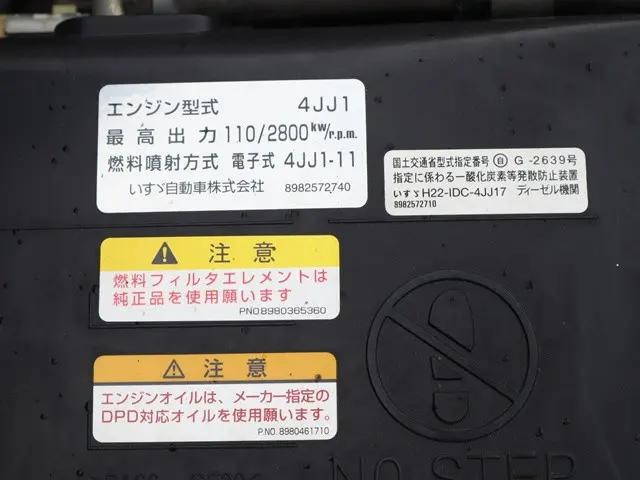 エンジン型式 4JJ1
最高出力 110/2800kW/r.p.m.
燃料噴射方式 電子式 4JJ1-11
いすゞ自動車株式会社 8982572740
国土交通省型式指定番号 自 G -2639号
指定に係わる一酸化炭素等発散防止装置
いすゞH22-IDC-4JJ17 ディーゼル機関
8982572710
注意
燃料フィルタエレメントは
純正品を使用願います
PNO8980365360
注意
エンジンオイルは、メーカー指定の
DPD対応オイルを使用願います。
P.NO. 8980461710
NO STEP